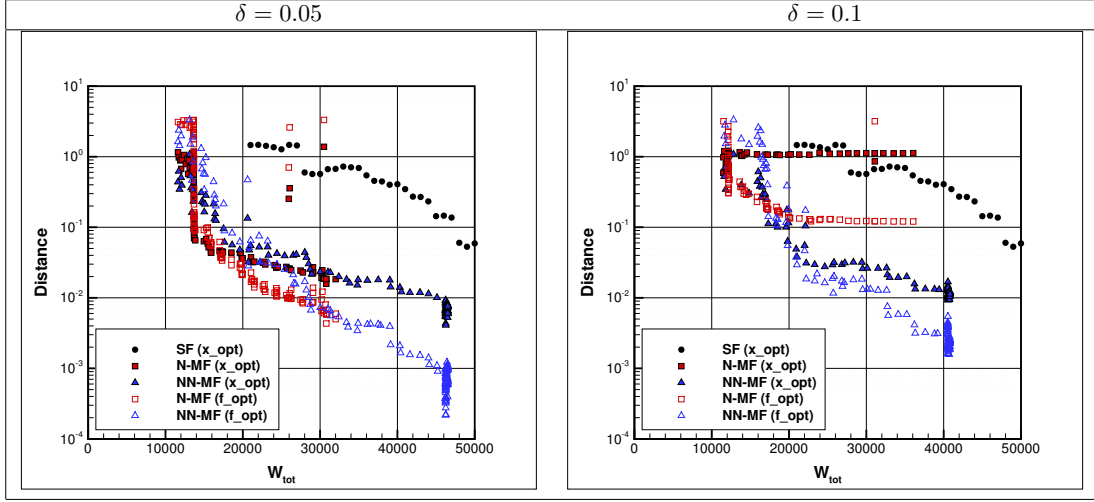 δ = 0.05
δ = 0.1
10^1
10^0
10^-1
10^-2
10^-3
10^-4
Distance
0 10000 20000 30000 40000 50000
W_tot
SF (x_opt)
N-MF (x_opt)
NN-MF (x_opt)
N-MF (f_opt)
NN-MF (f_opt)
10^1
10^0
10^-1
10^-2
10^-3
10^-4
Distance
0 10000 20000 30000 40000 50000
W_tot
SF (x_opt)
N-MF (x_opt)
NN-MF (x_opt)
N-MF (f_opt)
NN-MF (f_opt)